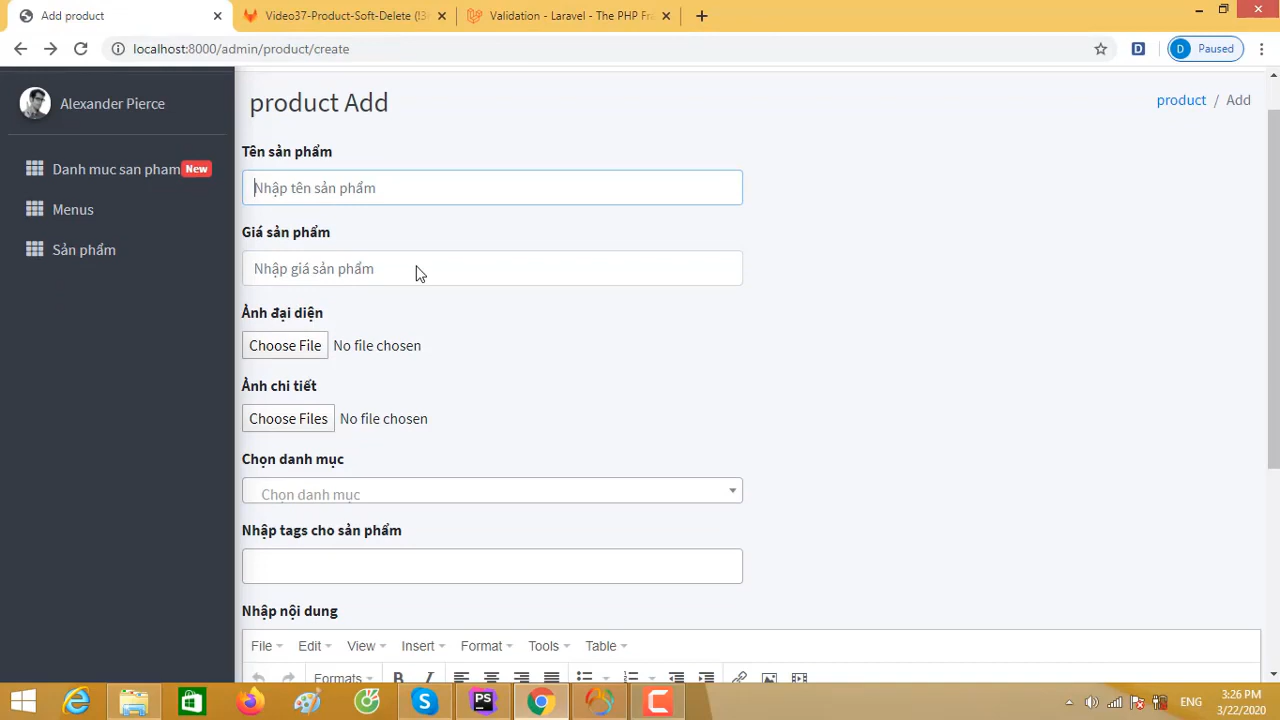 Add product
Video37-Product-Soft-Delete (13
Validation - Laravel - The PHP Fra
localhost:8000/admin/product/create
D
D
Paused
Alexander Pierce
Danh muc san pham New
Menus
Sản phẩm
product Add
product / Add
Tên sản phẩm
Nhập tên sản phẩm
Giá sản phẩm
Nhập giá sản phẩm
Ảnh đại diện
Choose File No file chosen
Ảnh chi tiết
Choose Files No file chosen
Chọn danh mục
Chọn danh mục
Nhập tags cho sản phẩm
Nhập nội dung
File Edit View Insert Format Tools Table
Formats B I
S
PS
C
ENG
3:26 PM
3/22/2020